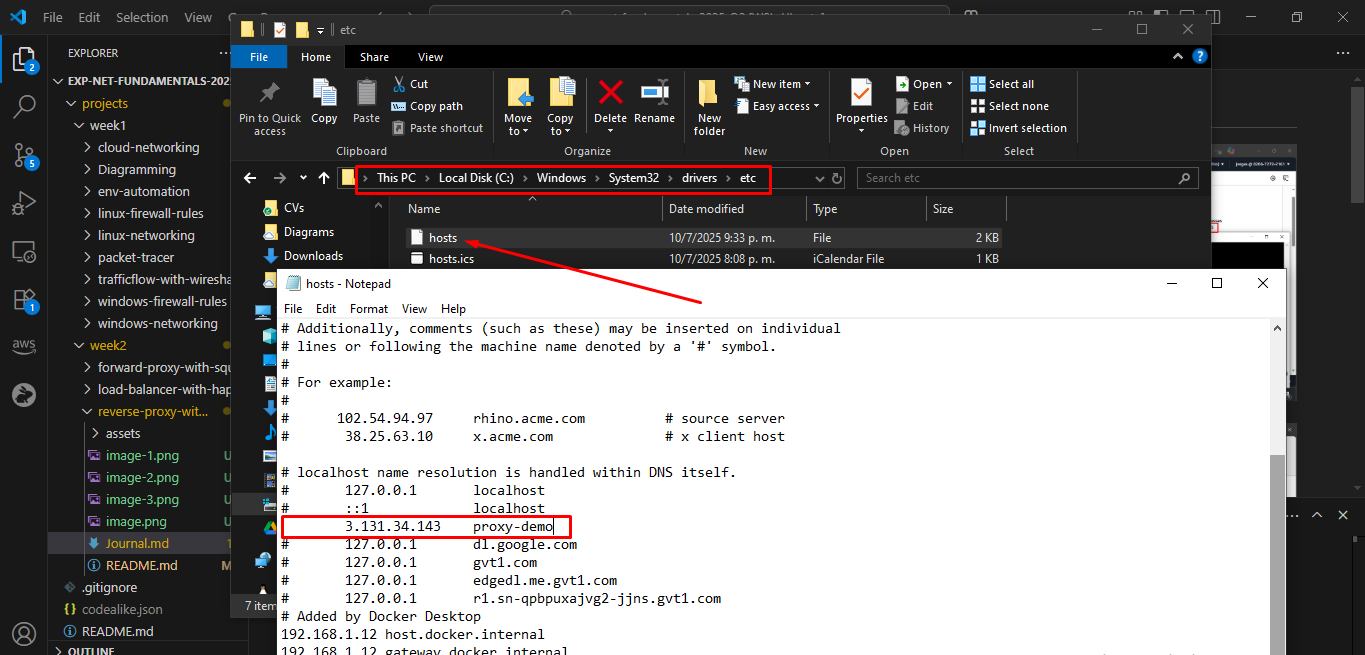 File Edit Selection View
etc
File Home Share View
EXPLORER
EXP-NET-FUNDAMENTALS-202
projects
week1
cloud-networking
Diagramming
env-automation
linux-firewall-rules
linux-networking
packet-tracer
trafficflow-with-wiresha
windows-firewall-rules
windows-networking
week2
forward-proxy-with-squ
load-balancer-with-hap
reverse-proxy-wit...
assets
image-1.png U
image-2.png U
image-3.png U
image.png U
Journal.md 1
README.md M
.gitignore
codealike.json
README.md
OUTLINE
2
5
1
aws
Pin to Quick access
Copy
Paste
Cut
Copy path
Paste shortcut
Clipboard
Move to
Copy to
Delete
Rename
Organize
New folder
New item
Easy access
New
Properties
Open
Edit
History
Open
Select all
Select none
Invert selection
Select
This PC > Local Disk (C:) > Windows > System32 > drivers > etc
Search etc
CVs
Diagrams
Downloads
7 item
Name Date modified Type Size
hosts 10/7/2025 9:33 p. m. File 2 KB
hosts.ics 10/7/2025 8:08 p. m. iCalendar File 1 KB
hosts - Notepad
File Edit Format View Help
# Additionally, comments (such as these) may be inserted on individual
# lines or following the machine name denoted by a '#' symbol.
#
# For example:
#
# 102.54.94.97 rhino.acme.com # source server
# 38.25.63.10 x.acme.com # x client host
# localhost name resolution is handled within DNS itself.
# 127.0.0.1 localhost
# ::1 localhost
3.131.34.143 proxy-demo
# 127.0.0.1 dl.google.com
# 127.0.0.1 gvt1.com
# 127.0.0.1 edgedl.me.gvt1.com
# 127.0.0.1 r1.sn-qpbpuxajvg2-jjns.gvt1.com
# Added by Docker Desktop
192.168.1.12 host.docker.internal
192.168.1.12 gateway.docker.internal